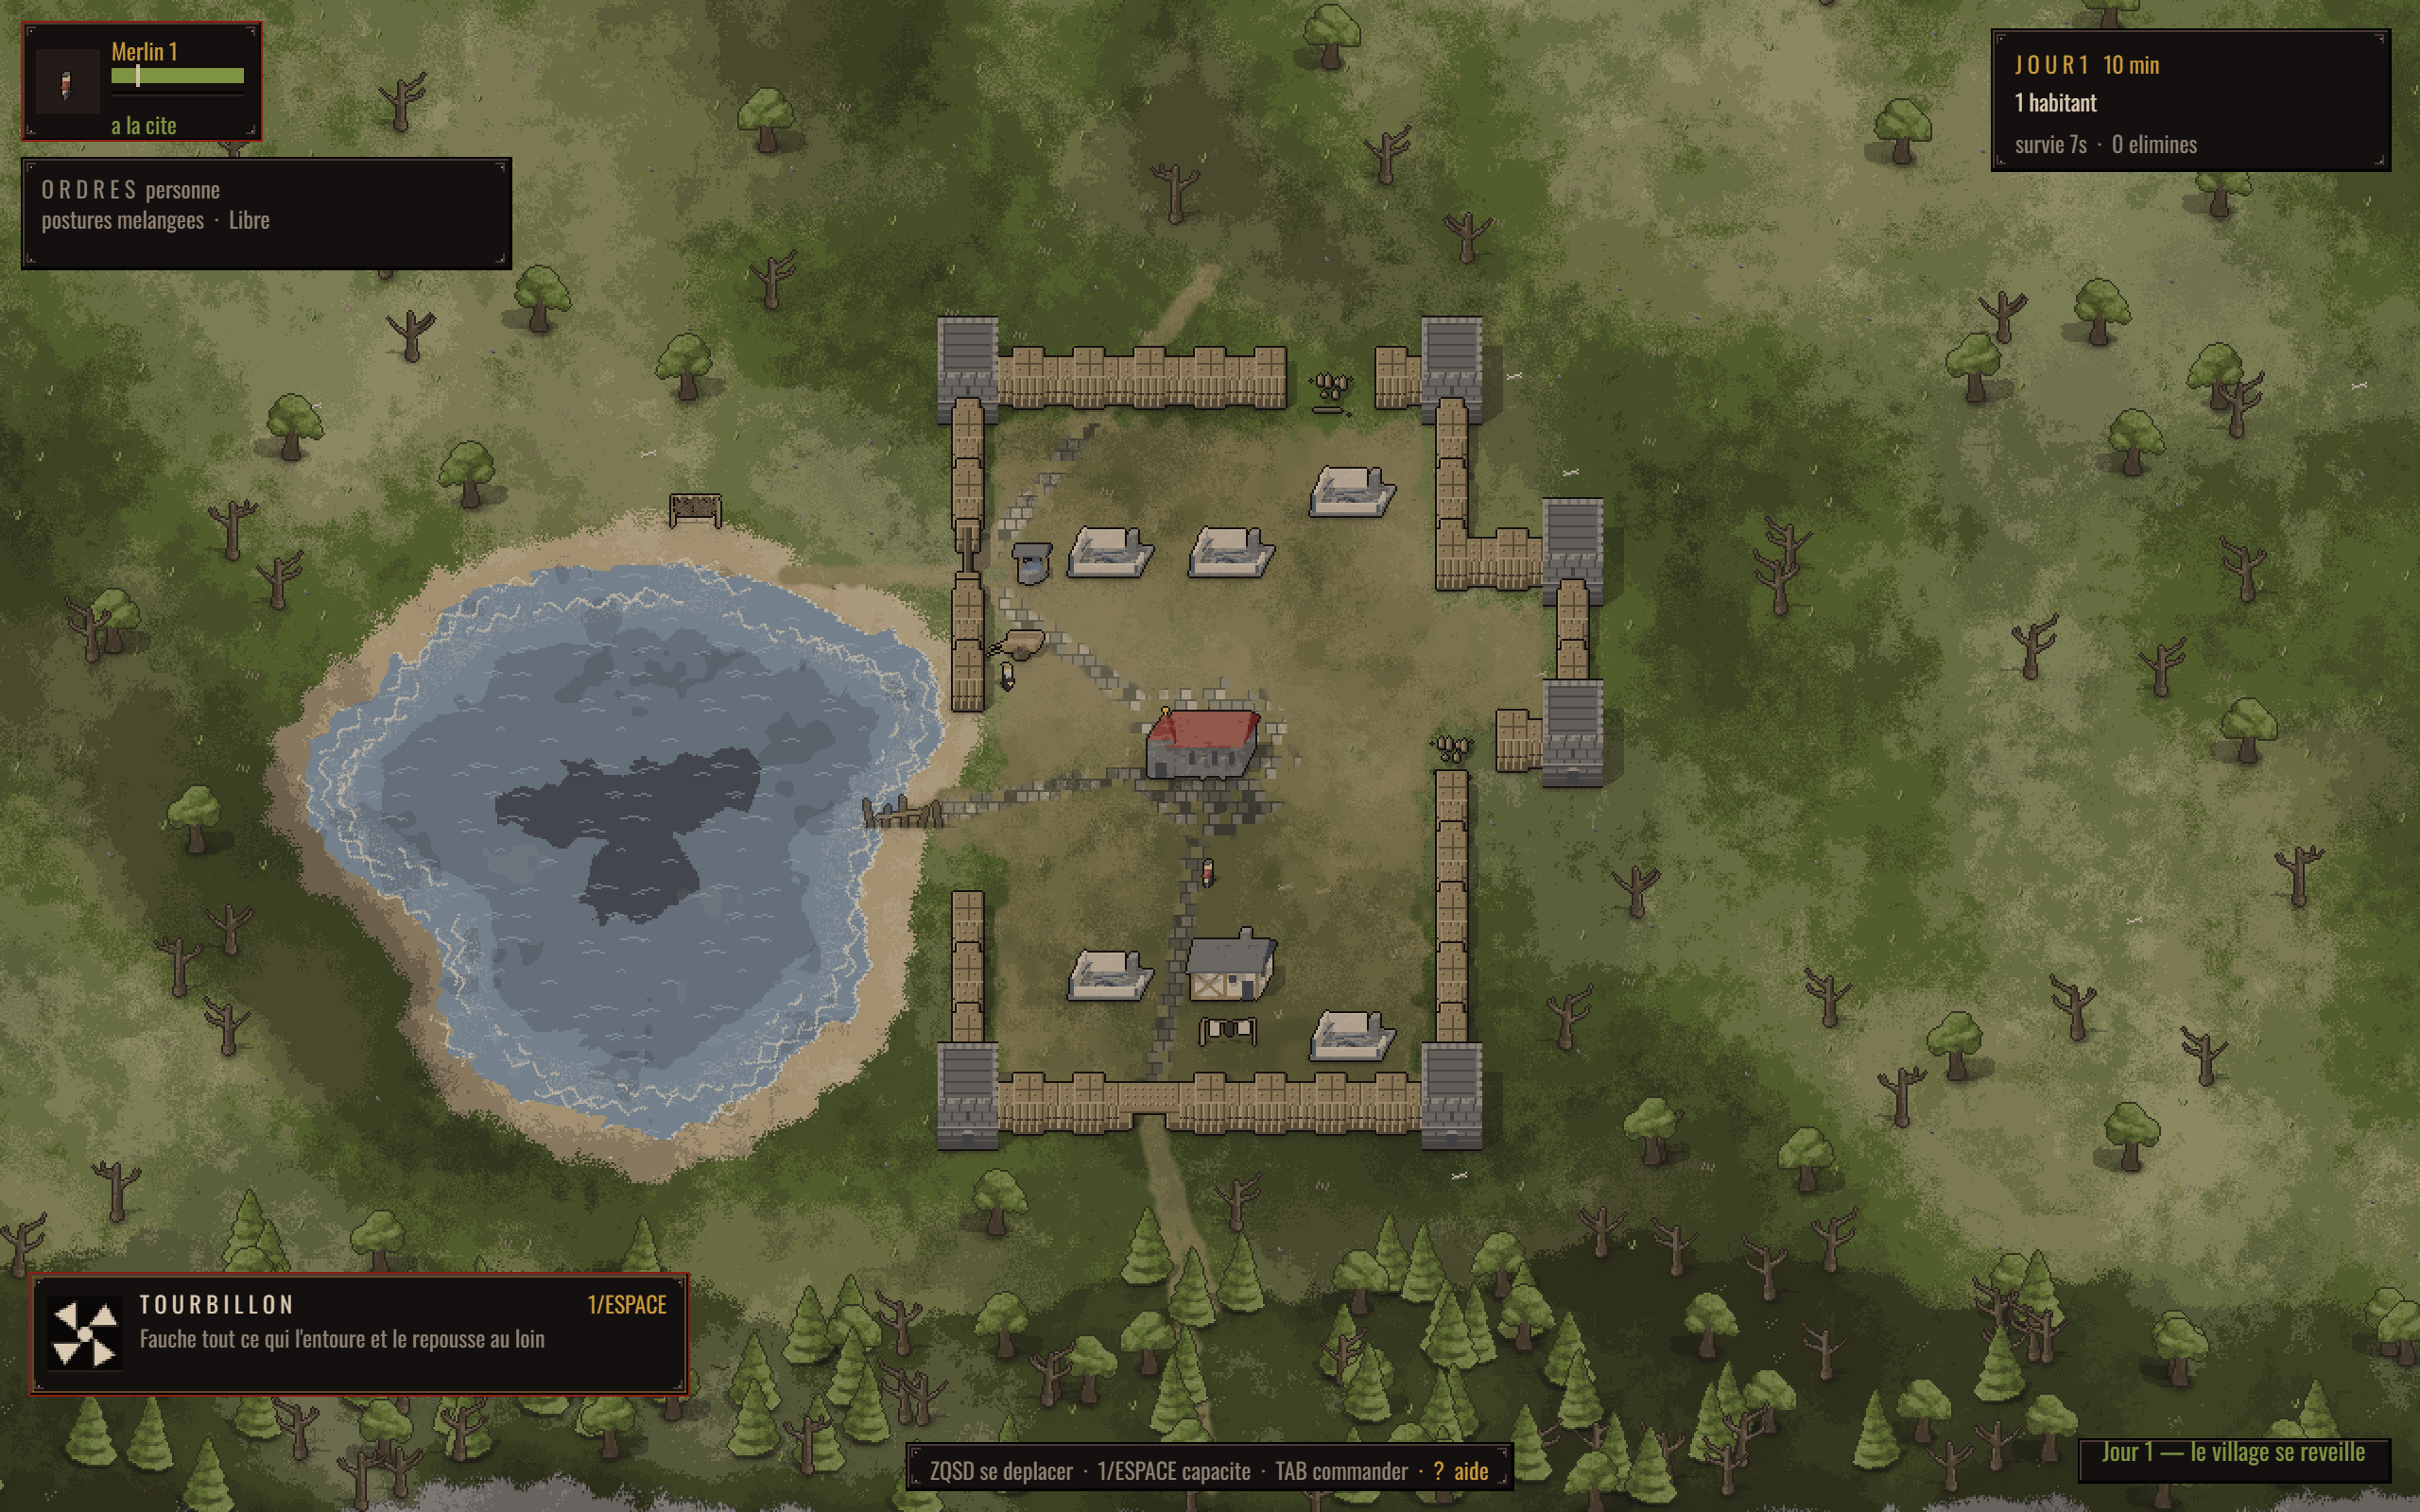 Merlin 1
a la cite
ORDRES personne
postures melangees · Libre
JOUR 1 10 min
1 habitant
survie 7s · 0 elimines
TOURBILLON 1/ESPACE
Fauche tout ce qui l'entoure et le repousse au loin
ZQSD se deplacer · 1/ESPACE capacite · TAB commander · ? aide
Jour 1 — le village se reveille